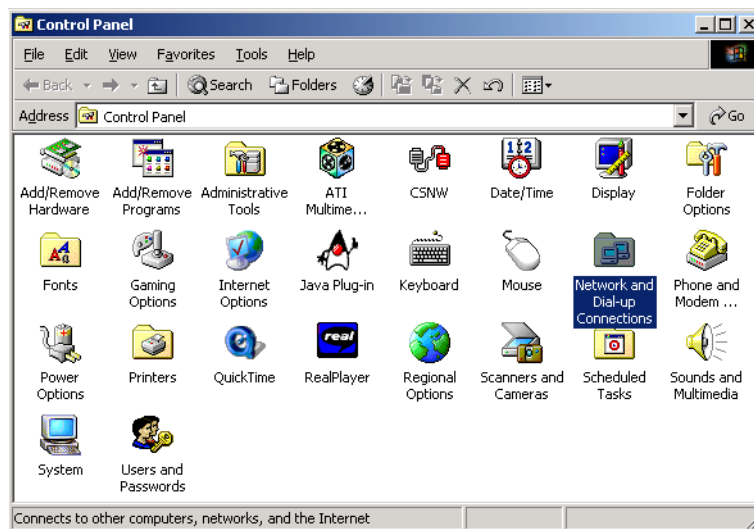 Control Panel
File Edit View Favorites Tools Help
Back Search Folders
Address Control Panel Go
Add/Remove Hardware
Add/Remove Programs
Administrative Tools
ATI Multime...
CSNW
Date/Time
Display
Folder Options
Fonts
Gaming Options
Internet Options
Java Plug-in
Keyboard
Mouse
Network and Dial-up Connections
Phone and Modem ...
Power Options
Printers
QuickTime
real
RealPlayer
Regional Options
Scanners and Cameras
Scheduled Tasks
Sounds and Multimedia
System
Users and Passwords
Connects to other computers, networks, and the Internet